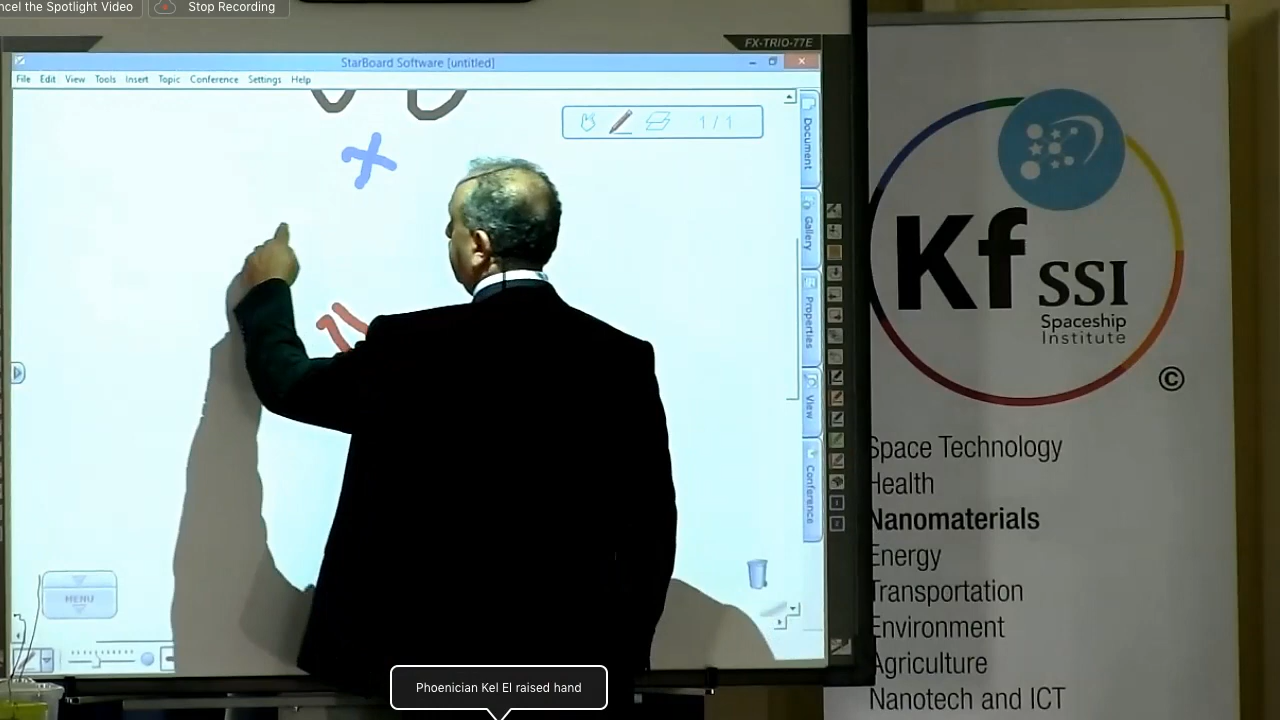 ncel the Spotlight Video
Stop Recording
FX-TRIO-77E
StarBoard Software [untitled]
File Edit View Tools Insert Topic Conference Settings Help
1 / 1
Document
Gallery
Properties
View
Conference
MENU
Kf SSI
Spaceship
Institute
©
Space Technology
Health
Nanomaterials
Energy
Transportation
Environment
Agriculture
Nanotech and ICT
Phoenician Kel El raised hand